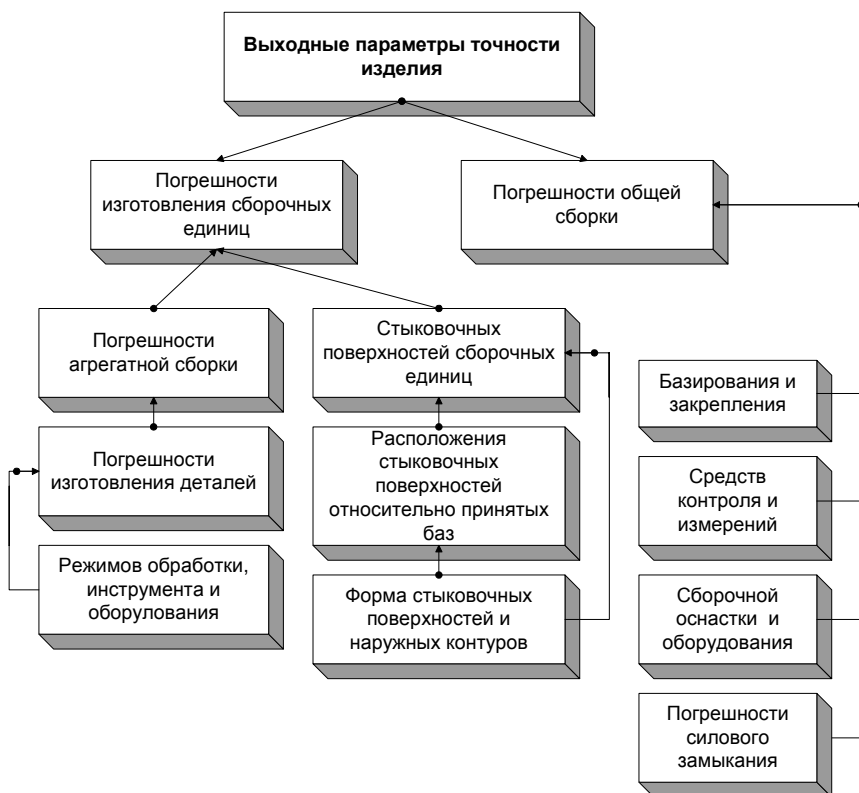 Выходные параметры точности
изделия
Погрешности
изготовления сборочных
единиц
Погрешности общей
сборки
Погрешности
агрегатной сборки
Стыковочных
поверхностей сборочных
единиц
Базирования и
закрепления
Погрешности
изготовления деталей
Расположения
стыковочных
поверхностей
относительно принятых
баз
Средств
контроля и
измерений
Режимов обработки,
инструмента и
оборулования
Форма стыковочных
поверхностей и
наружных контуров
Сборочной
оснастки и
оборудования
Погрешности
силового
замыкания